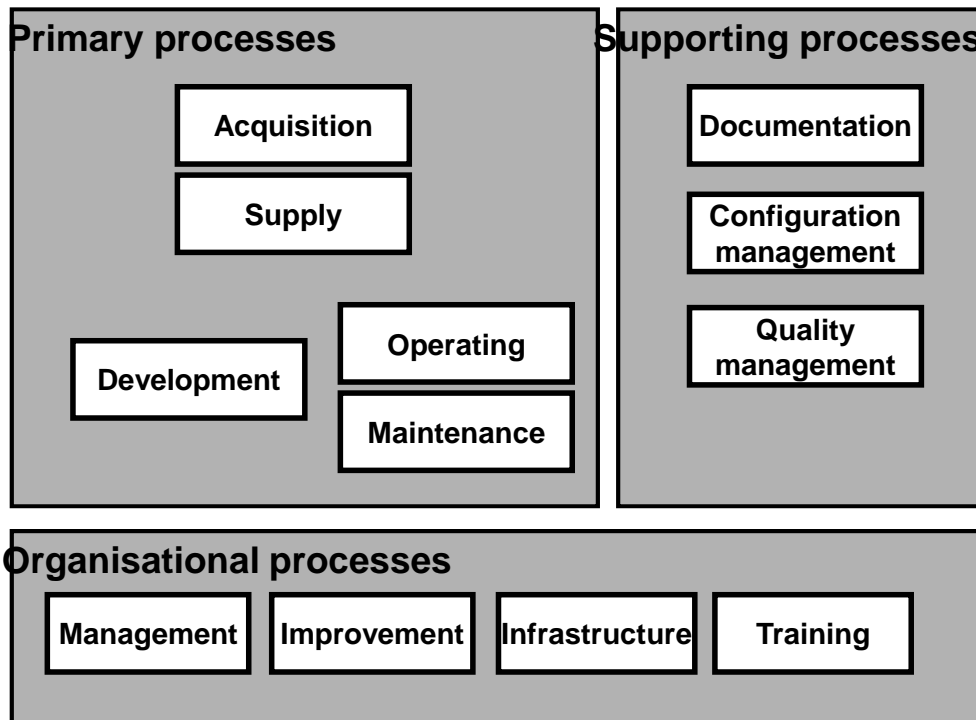 Primary processes
Acquisition
Supply
Development
Operating
Maintenance
Supporting processes
Documentation
Configuration
management
Quality
management
Organisational processes
Management
Improvement
Infrastructure
Training